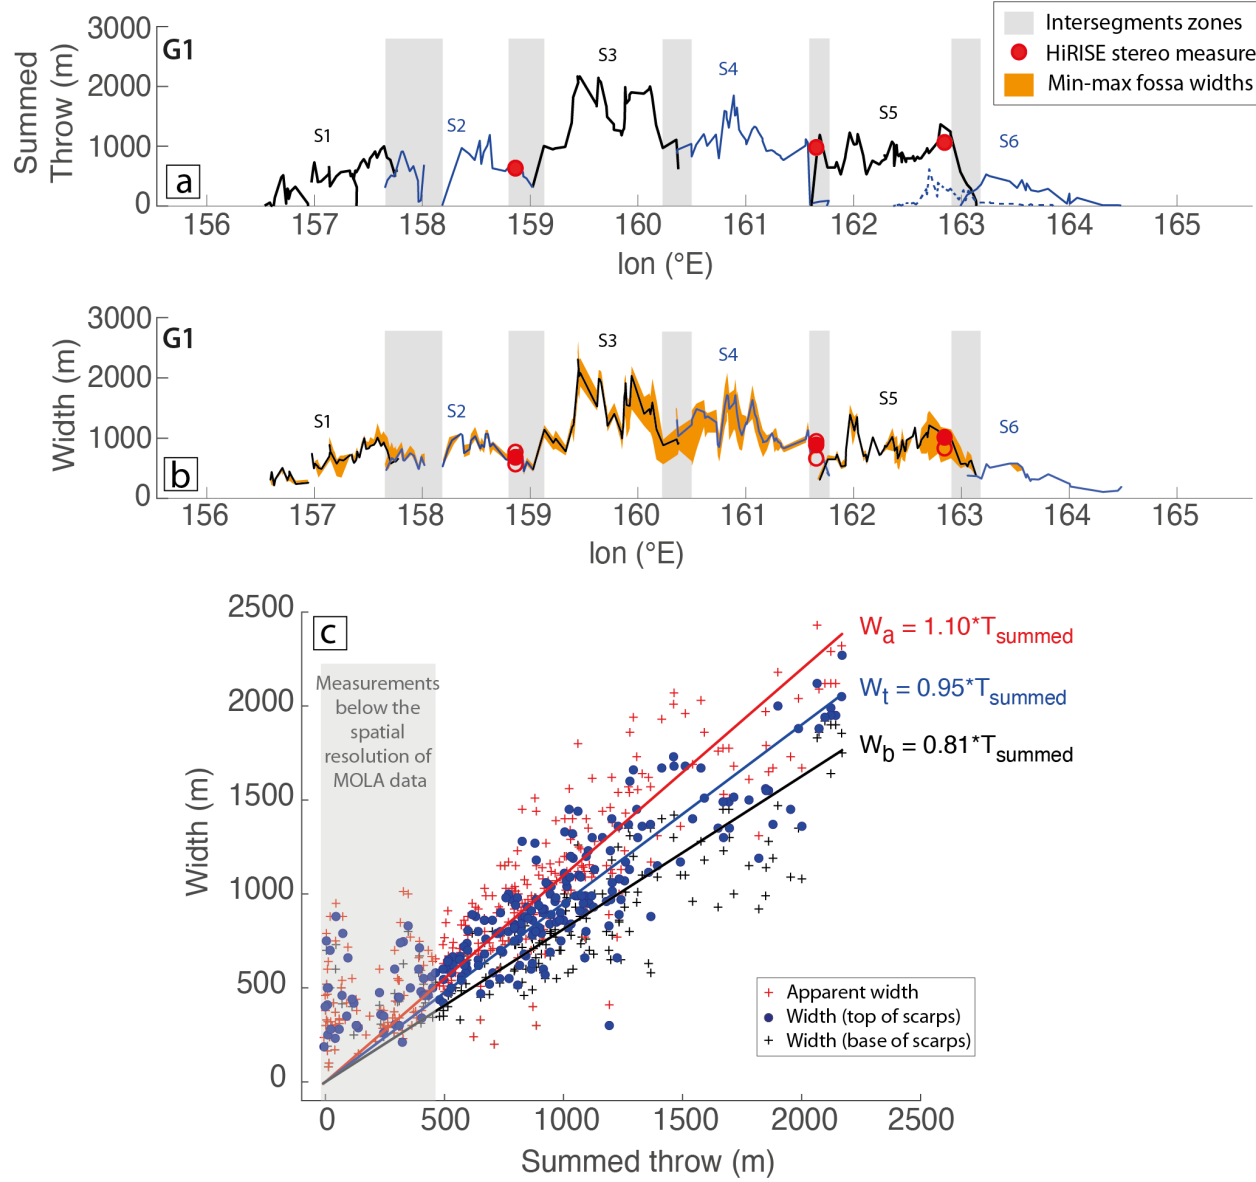 3000
2000
1000
0
Summed
Throw (m)
G1
a
S1
S2
S3
S4
S5
S6
Intersegments zones
HiRISE stereo measure
Min-max fossa widths
156 157 158 159 160 161 162 163 164 165
lon (°E)
3000
2000
1000
0
Width (m)
G1
b
S1
S2
S3
S4
S5
S6
156 157 158 159 160 161 162 163 164 165
lon (°E)
2500
2000
1500
1000
500
0
Width (m)
c
Measurements
below the
spatial
resolution of
MOLA data
Wa = 1.10*Tsummed
Wt = 0.95*Tsummed
Wb = 0.81*Tsummed
Apparent width
Width (top of scarps)
Width (base of scarps)
0 500 1000 1500 2000 2500
Summed throw (m)